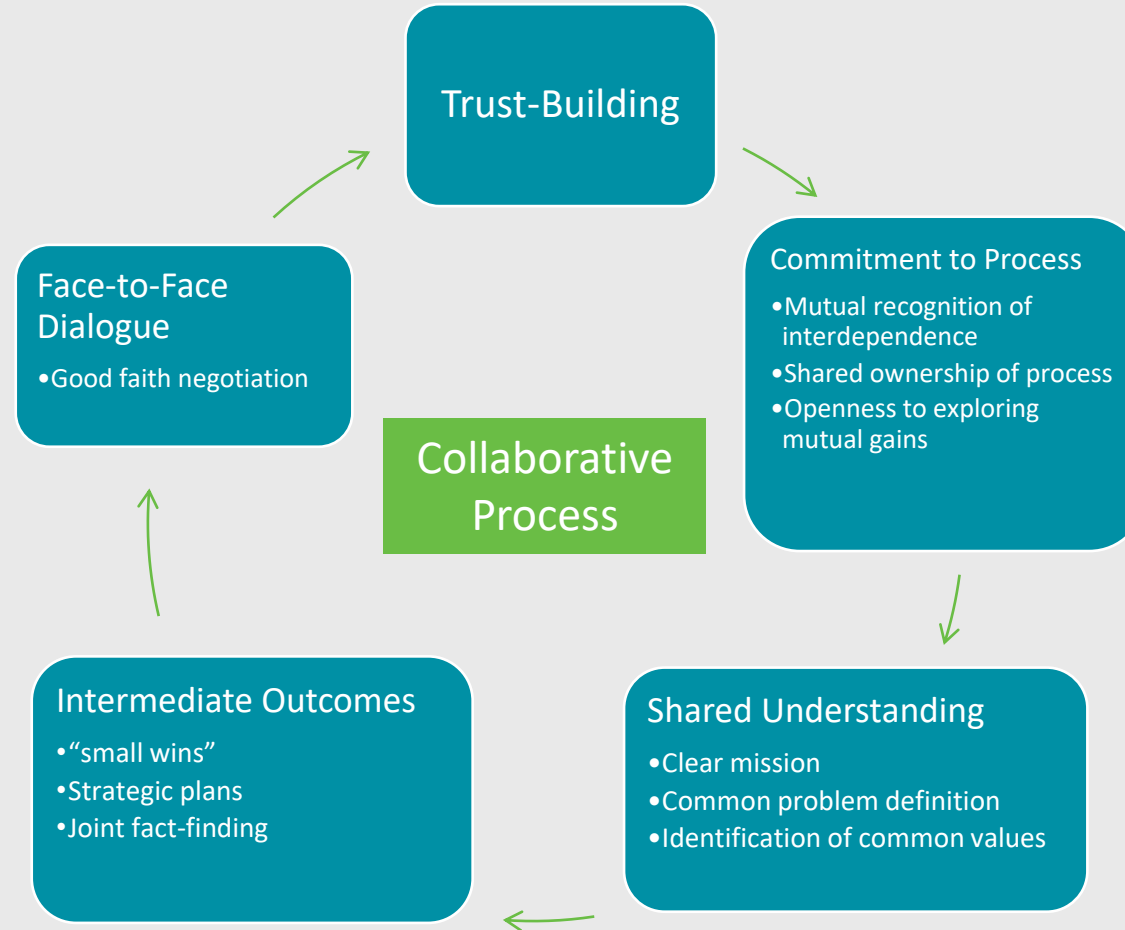 Trust-Building
Commitment to Process
•Mutual recognition of
interdependence
•Shared ownership of process
•Openness to exploring
mutual gains
Shared Understanding
•Clear mission
•Common problem definition
•Identification of common values
Intermediate Outcomes
•“small wins”
•Strategic plans
•Joint fact-finding
Face-to-Face
Dialogue
•Good faith negotiation
Collaborative
Process